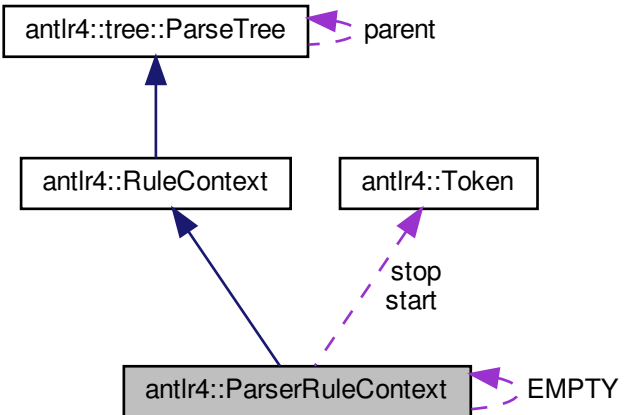 antlr4::tree::ParseTree
parent
antlr4::RuleContext
antlr4::Token
stop
start
antlr4::ParserRuleContext
EMPTY